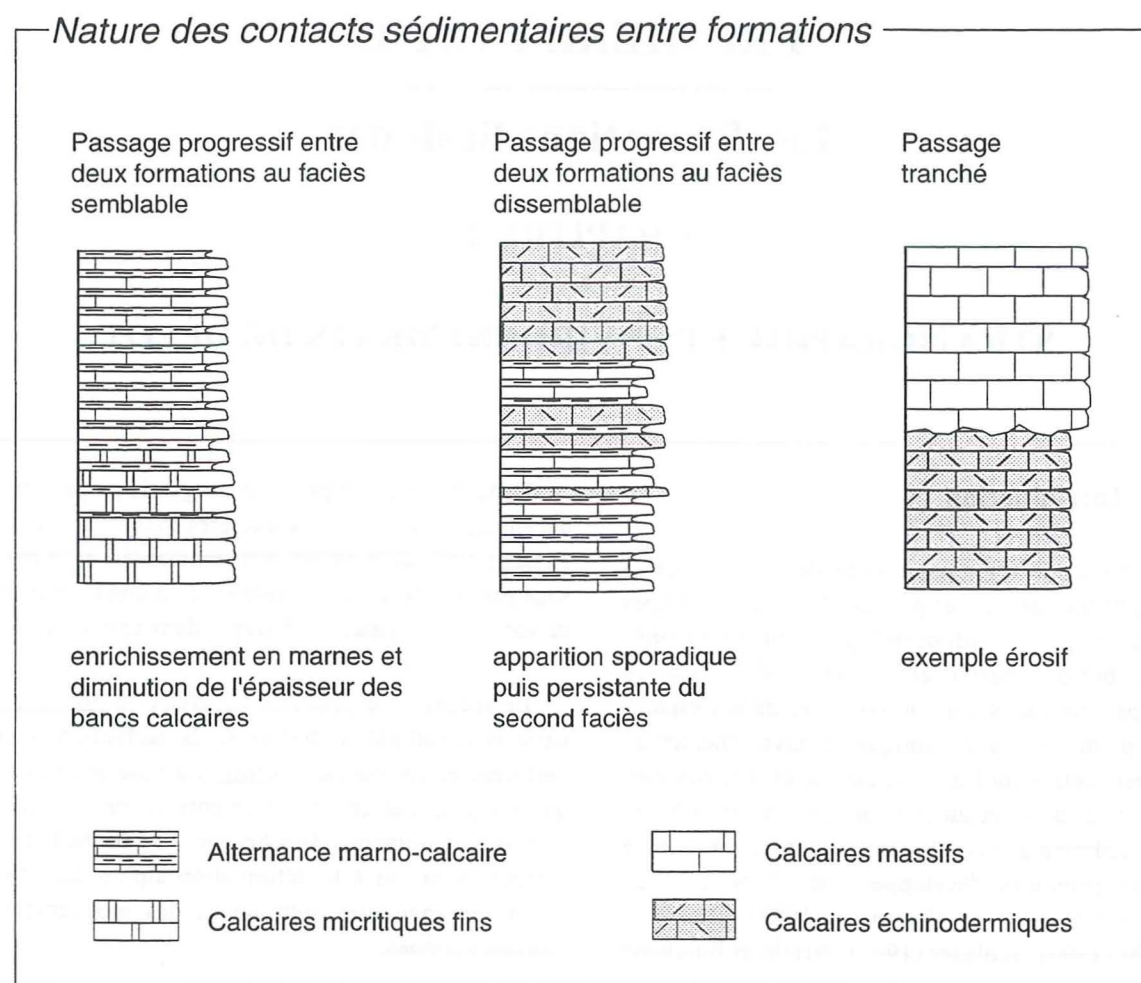 Nature des contacts sédimentaires entre formations
Passage progressif entre
deux formations au faciès
semblable
Passage progressif entre
deux formations au faciès
dissemblable
Passage
tranché
enrichissement en marnes et
diminution de l'épaisseur des
bancs calcaires
apparition sporadique
puis persistante du
second faciès
exemple érosif
Alternance marno-calcaire
Calcaires micritiques fins
Calcaires massifs
Calcaires échinodermiques